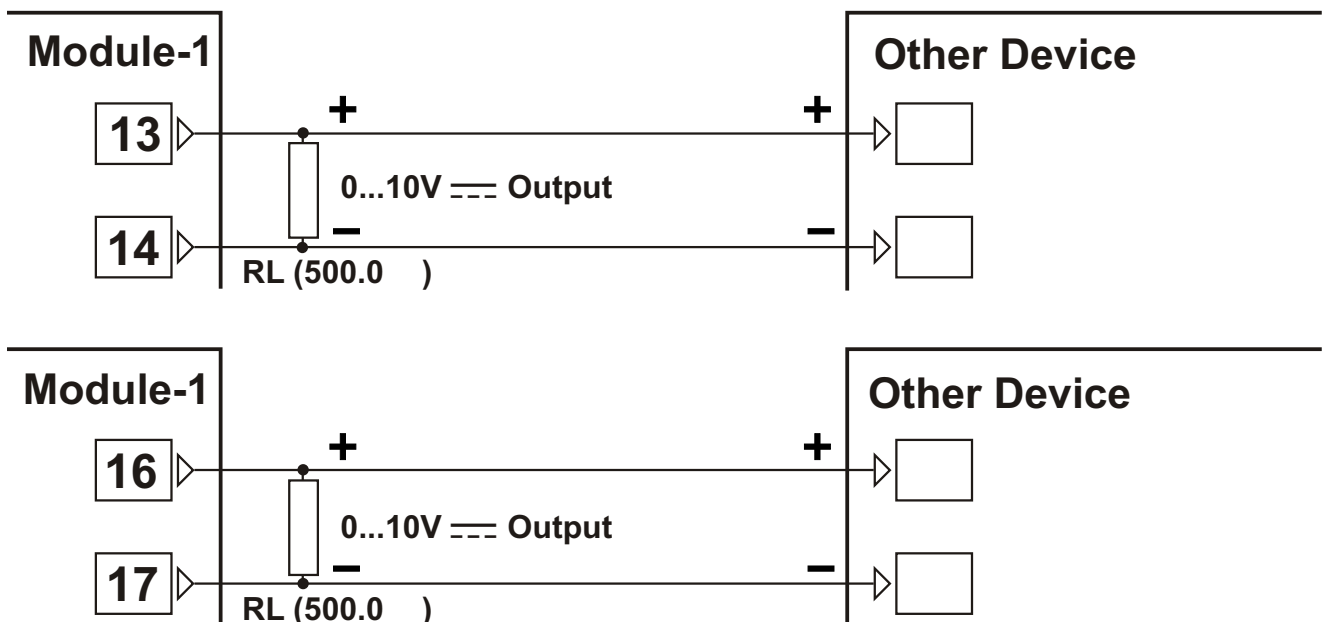 Module-1
Other Device
13
+
+
0...10V ⎓ Output
14
−
−
RL (500.0 )
Module-1
Other Device
16
+
+
0...10V ⎓ Output
17
−
−
RL (500.0 )